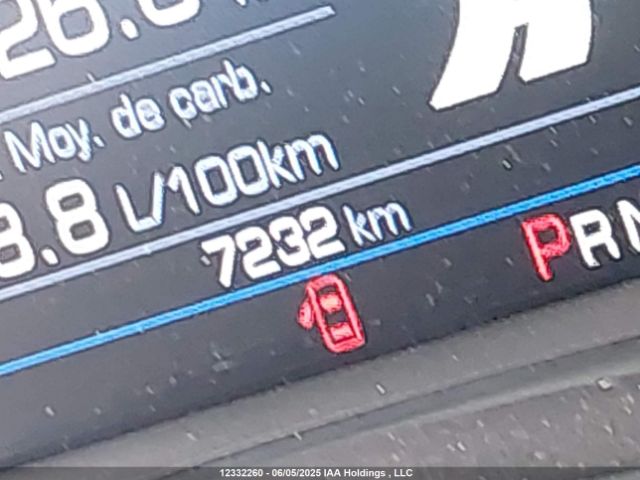 Moy. de carb.
8.8 L/100km
7232 km
PRN
12332260 - 06/05/2025 IAA Holdings , LLC